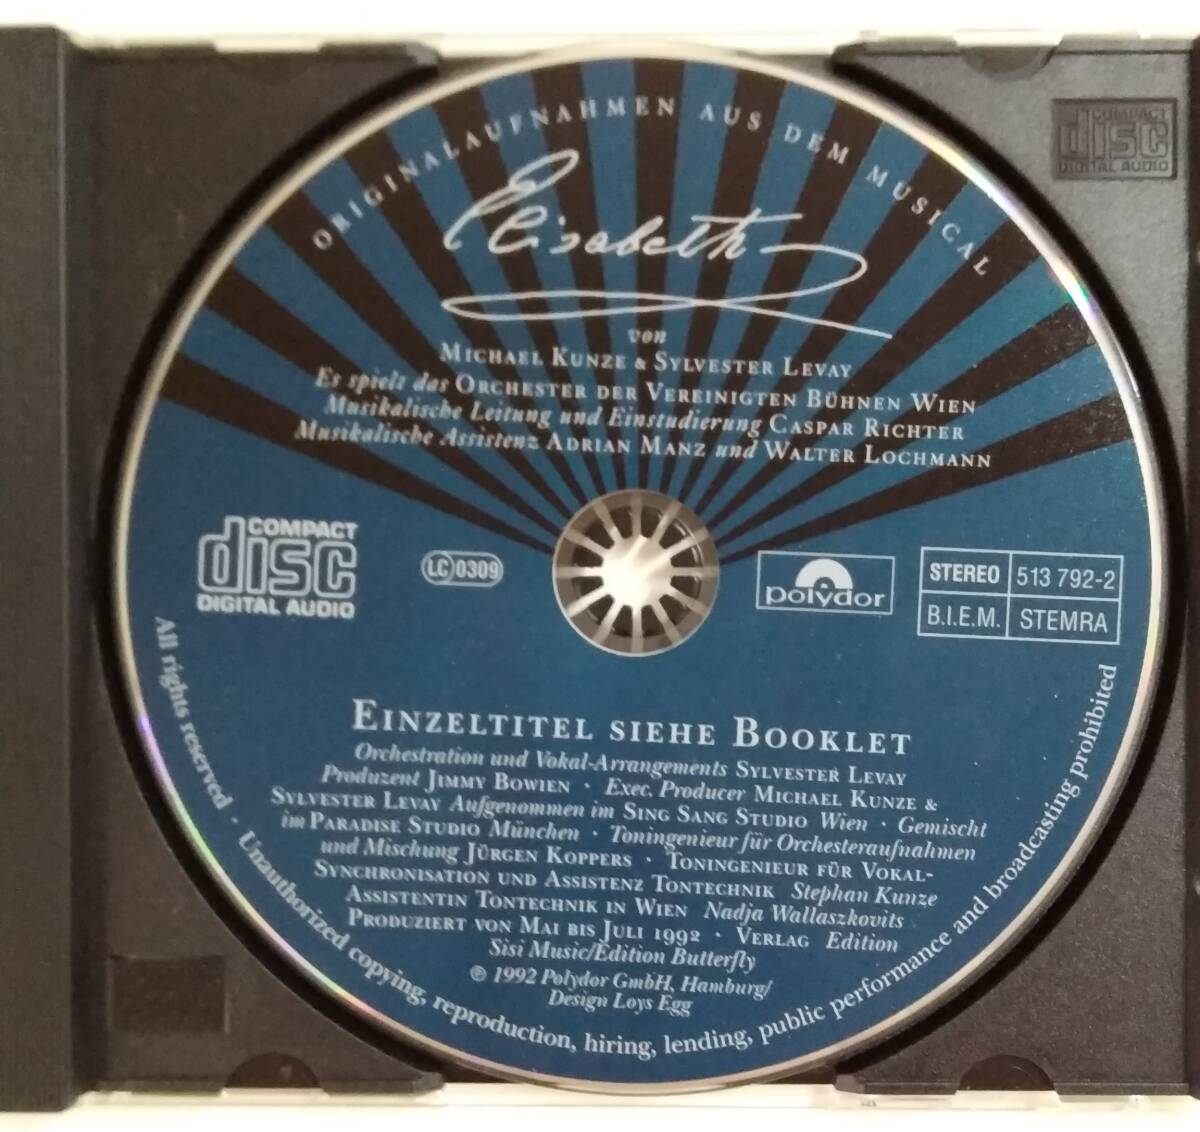 ORIGINALAUFNAHMEN AUS DEM MUSICAL
Elisabeth
von
MICHAEL KUNZE & SYLVESTER LEVAY
Es spielt das ORCHESTER DER VEREINIGTEN BÜHNEN WIEN
Musikalische Leitung und Einstudierung CASPAR RICHTER
Musikalische Assistenz ADRIAN MANZ und WALTER LOCHMANN
COMPACT
disc
DIGITAL AUDIO
LC 0309
polydor
STEREO 513 792-2
B.I.E.M. STEMRA
EINZELTITEL SIEHE BOOKLET
Orchestration und Vokal-Arrangements SYLVESTER LEVAY
Produzent JIMMY BOWIEN · Exec. Producer MICHAEL KUNZE &
SYLVESTER LEVAY Aufgenommen im SING SANG STUDIO Wien · Gemischt
im PARADISE STUDIO München · Toningenieur für Orchesteraufnahmen
und Mischung JÜRGEN KOPPERS · TONINGENIEUR FÜR VOKAL-
SYNCHRONISATION UND ASSISTENZ TONTECHNIK Stephan Kunze
ASSISTENTIN TONTECHNIK IN WIEN Nadja Wallaszkovits
PRODUZIERT VON MAI BIS JULI 1992 · VERLAG Edition
Sisi Music/Edition Butterfly
℗ 1992 Polydor GmbH, Hamburg/
Design Loys Egg
All rights reserved · Unauthorized copying, reproduction, hiring, lending, public performance and broadcasting prohibited
COMPACT
disc
DIGITAL AUDIO